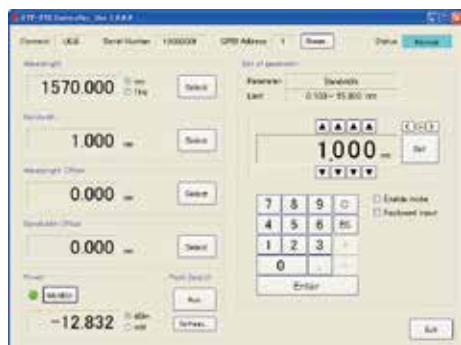 Connect USB Serial Number GPIB Address 1 Status Normal
Wavelength
1570.000 nm THz Select
Bandwidth
1.000 nm Select
Wavelength Offset
0.000 nm Select
Bandwidth Offset
0.000 nm Select
Power
-12.832 dBm mW
Peak Search
Run
Set of parameter
Parameter Bandwidth
Limit nm
1.000 nm Set
7 8 9 C
4 5 6 BS
1 2 3
0 .
Enter
Enable mode
Keyboard input
Exit